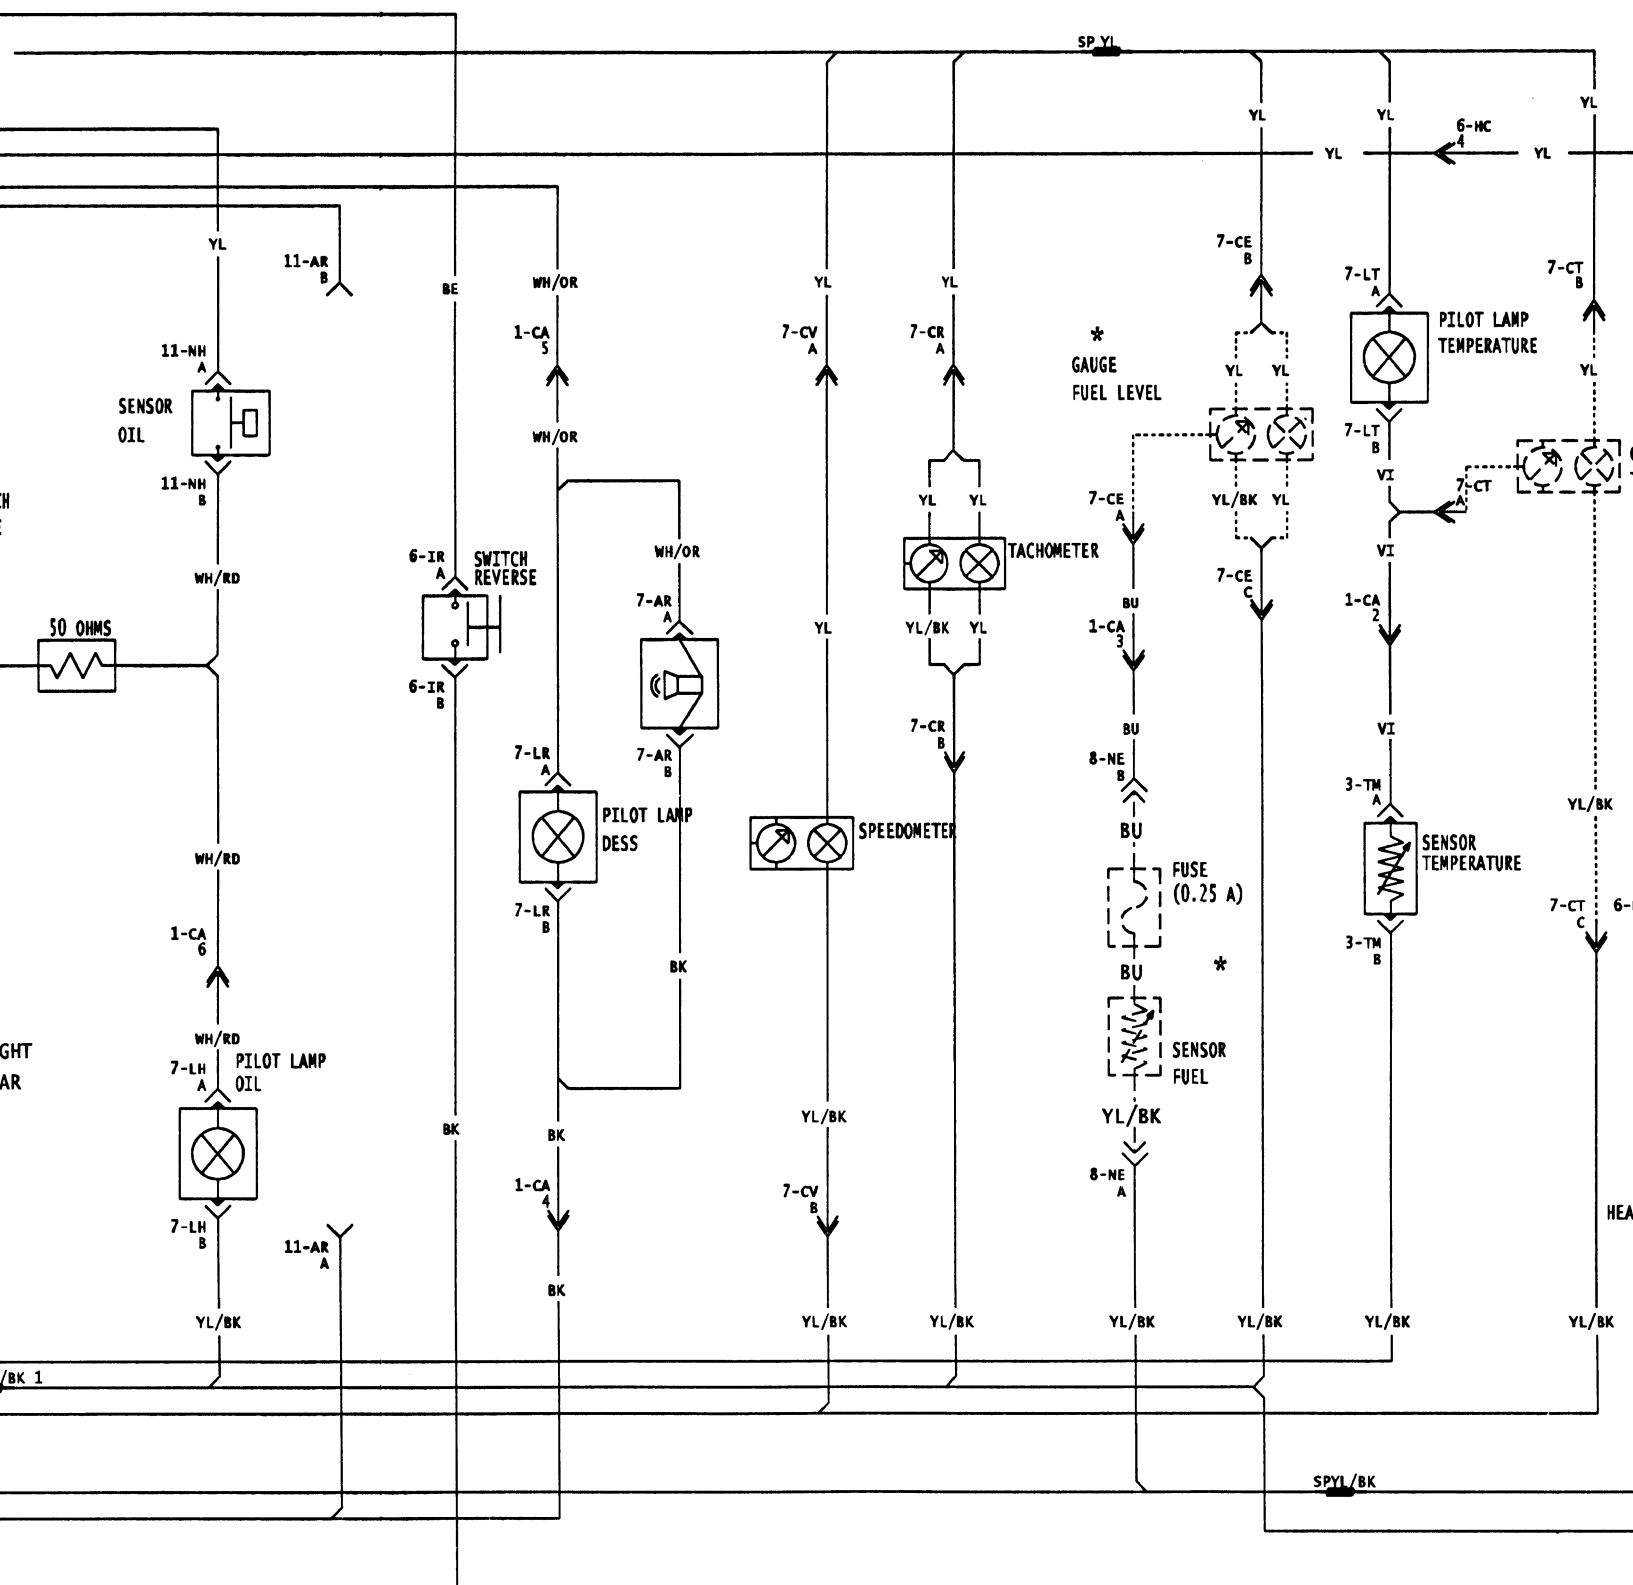 SP YL
YL
YL
YL
6-HC
4
YL
YL
YL
11-AR
B
BE
WH/OR
YL
YL
7-CE
B
7-LT
A
7-CT
B
11-NH
A
1-CA
5
7-CV
A
7-CR
A
*
GAUGE
FUEL LEVEL
YL
YL
PILOT LAMP
TEMPERATURE
YL
SENSOR
OIL
WH/OR
7-LT
B
11-NH
B
YL
YL
7-CE
A
YL/BK
YL
VI
7-CT
A
WH/RD
6-IR
A
SWITCH
REVERSE
WH/OR
TACHOMETER
7-CE
C
VI
50 OHMS
7-AR
A
YL
YL/BK
YL
BU
1-CA
3
1-CA
2
6-IR
B
7-LR
A
7-AR
B
7-CR
B
BU
8-NE
B
VI
3-TM
A
YL/BK
PILOT LAMP
DESS
SPEEDOMETER
BU
SENSOR
TEMPERATURE
WH/RD
7-LR
B
FUSE
(0.25 A)
7-CT
C
6-
1-CA
6
BK
BU
*
3-TM
B
WH/RD
GHT
AR
7-LH
A
PILOT LAMP
OIL
SENSOR
FUEL
BK
BK
YL/BK
YL/BK
7-LH
B
11-AR
A
1-CA
4
7-CV
B
8-NE
A
HEA
BK
YL/BK
YL/BK
YL/BK
YL/BK
YL/BK
YL/BK
YL/BK
/BK 1
SPYL/BK